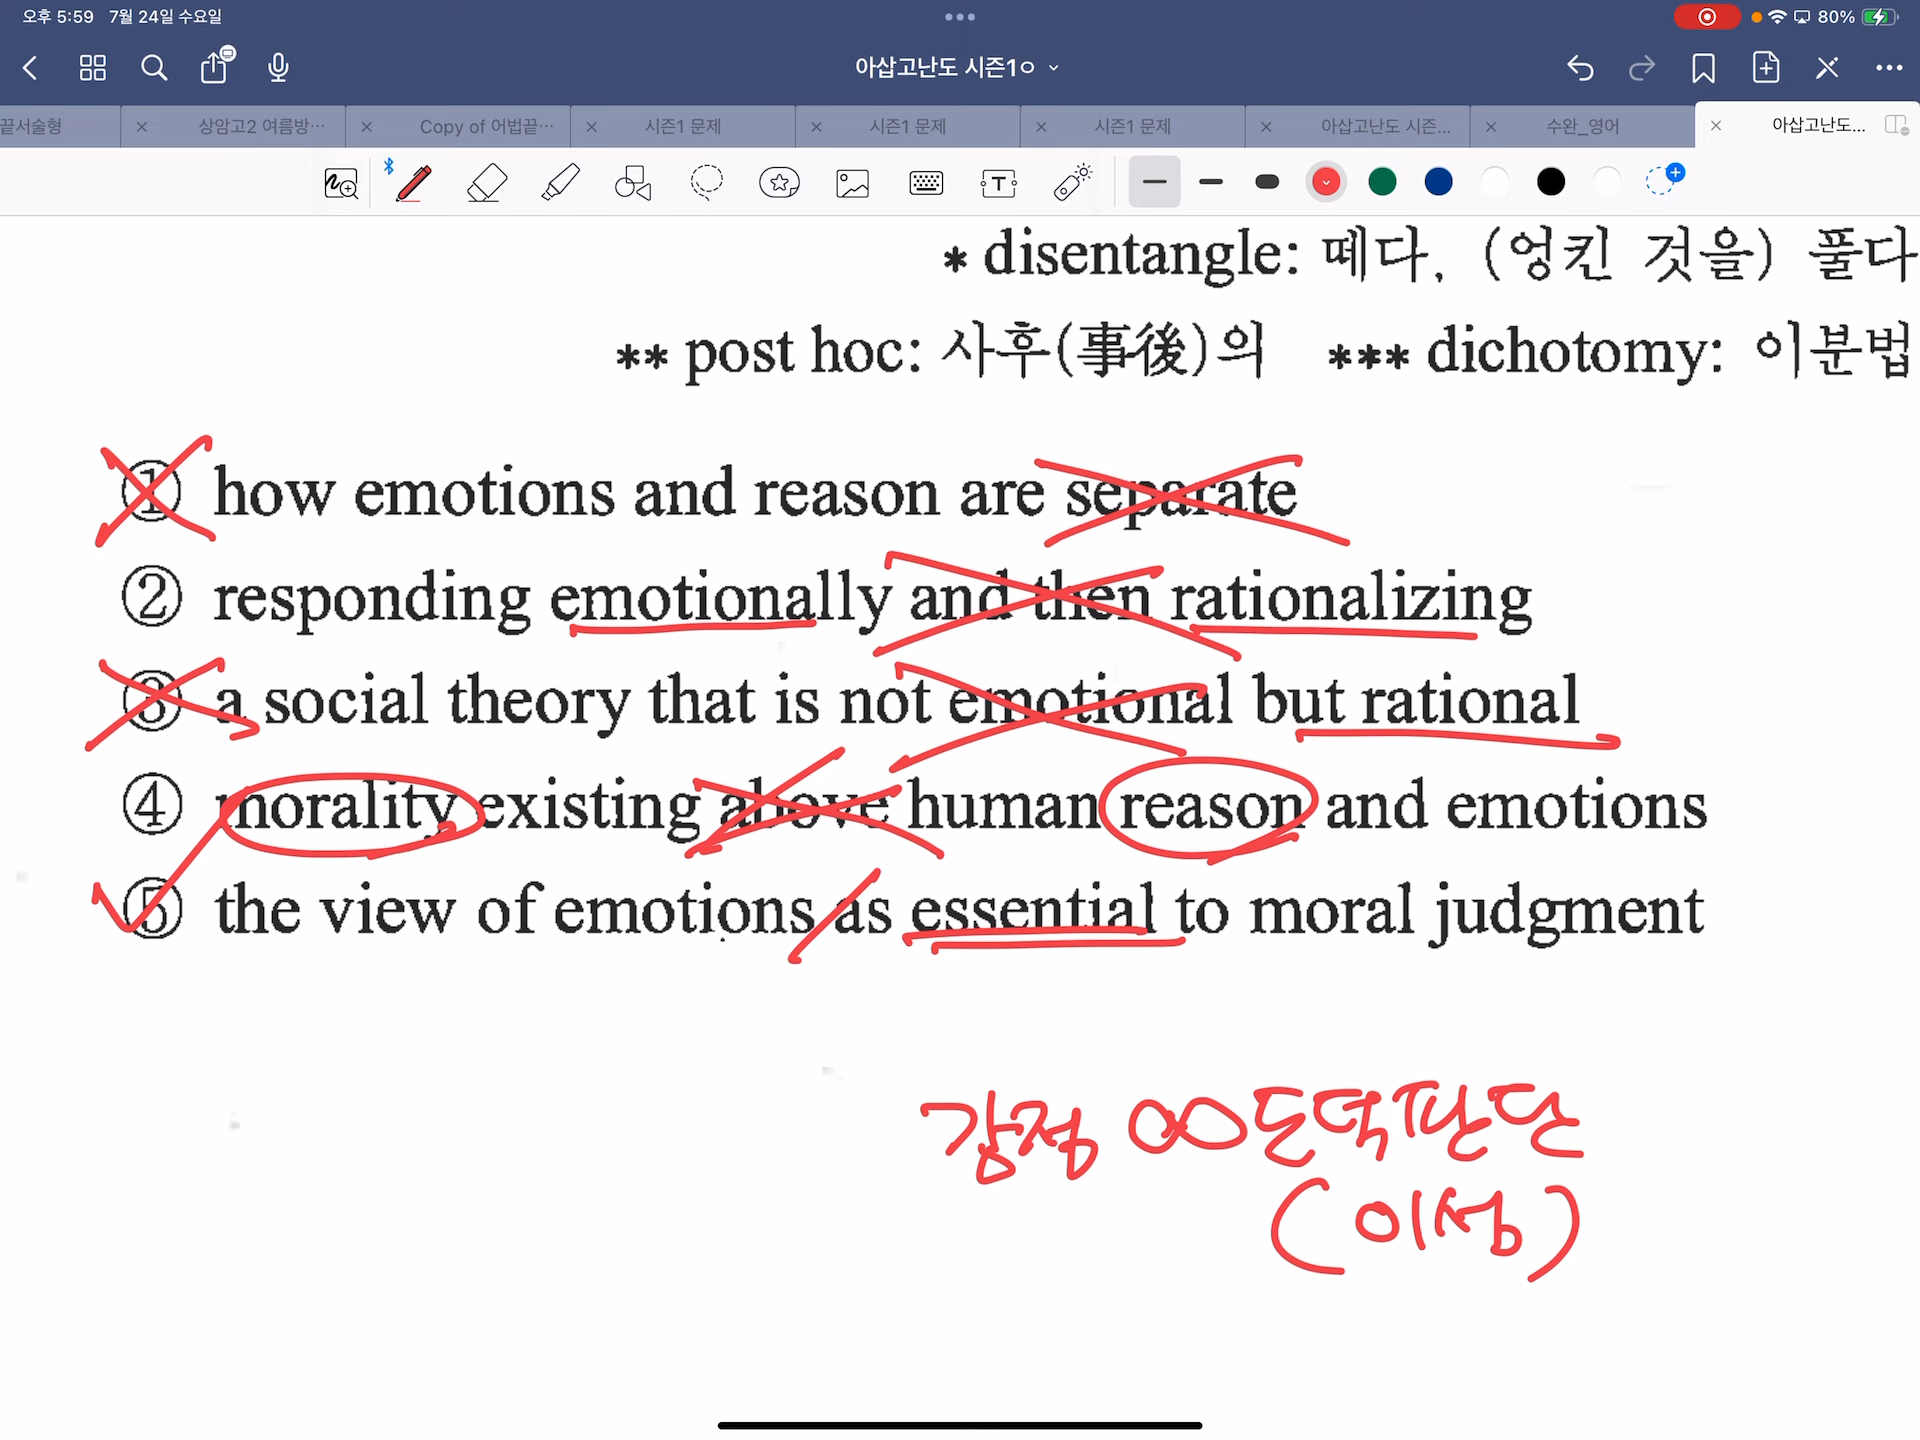 오후 5:59 7월 24일 수요일
80%
아삽고난도 시즌1ㅇ
끝서술형
상암고2 여름방…
Copy of 어법끝…
시즌1 문제
시즌1 문제
시즌1 문제
아삽고난도 시즌…
수완_영어
아삽고난도…
* disentangle: 떼다, (엉킨 것을) 풀다
** post hoc: 사후(事後)의 *** dichotomy: 이분법
① how emotions and reason are separate
② responding emotionally and then rationalizing
③ a social theory that is not emotional but rational
④ morality existing above human reason and emotions
⑤ the view of emotions as essential to moral judgment
감정 ∞ 도덕판단
(이성)